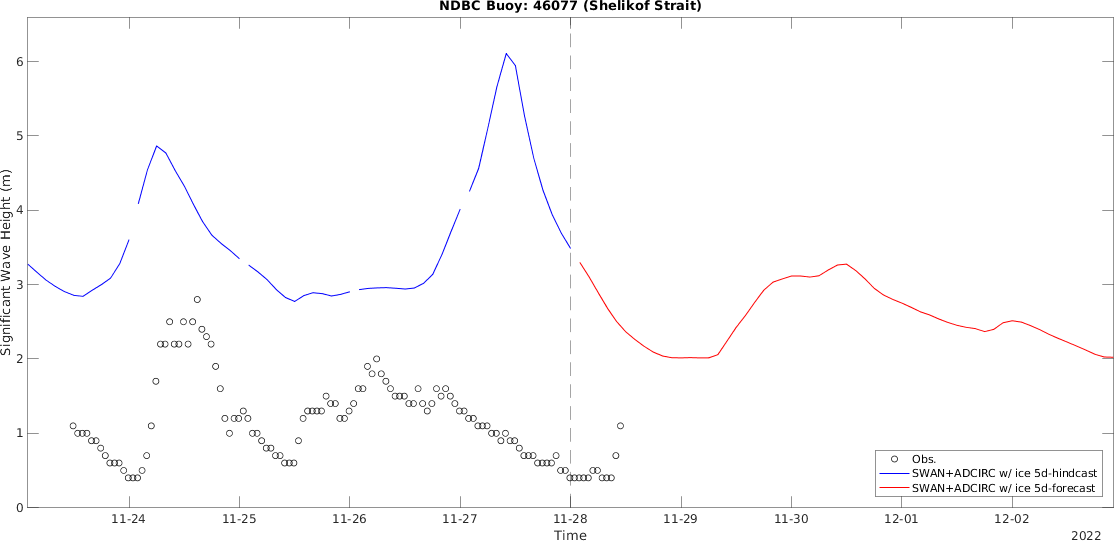 NDBC Buoy: 46077 (Shelikof Strait)
Significant Wave Height (m)
6
5
4
3
2
1
0
Obs.
SWAN+ADCIRC w/ ice 5d-hindcast
SWAN+ADCIRC w/ ice 5d-forecast
11-24 11-25 11-26 11-27 11-28 11-29 11-30 12-01 12-02
Time
2022